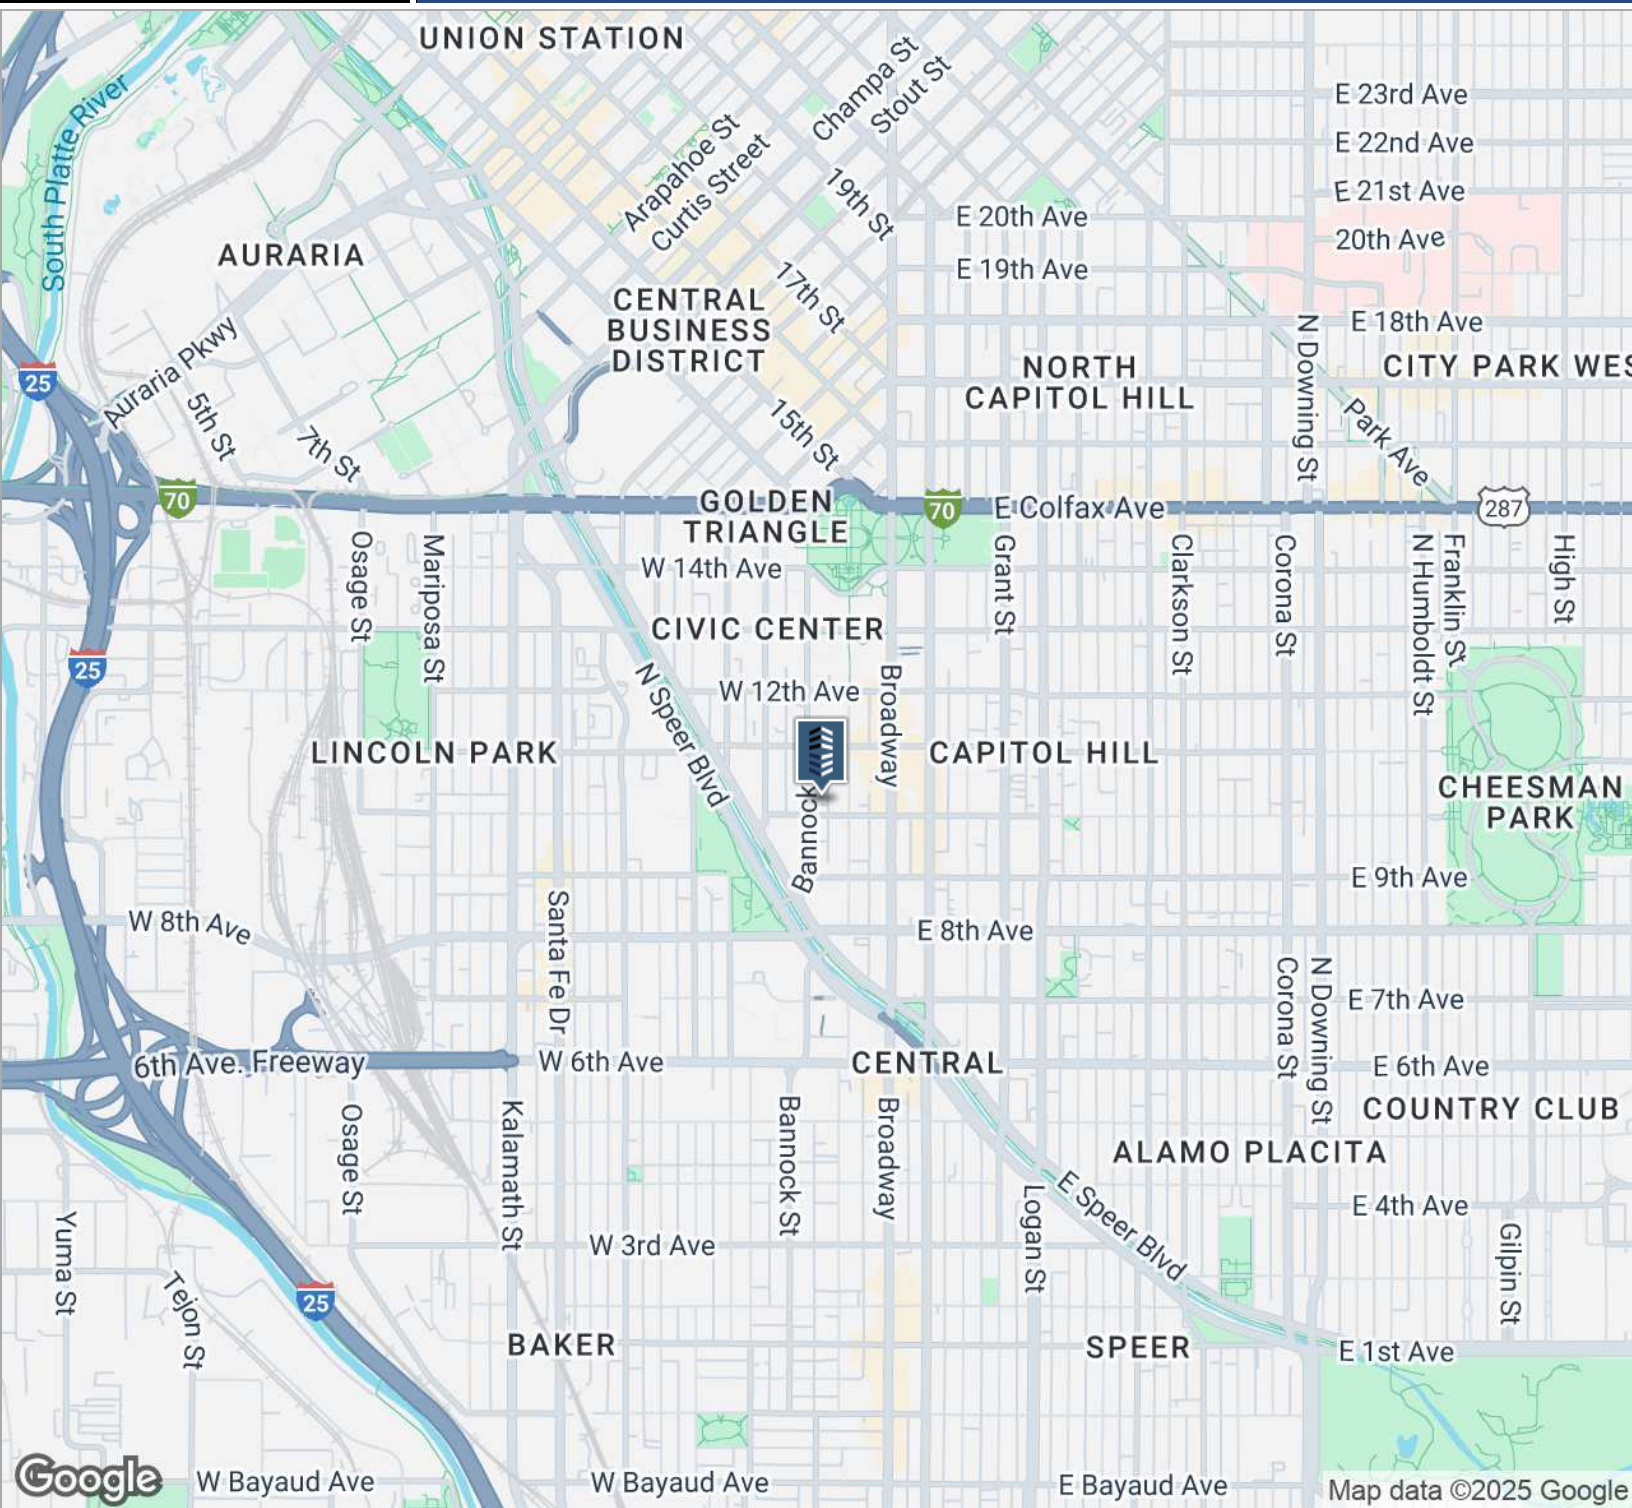 UNION STATION
Champa St
Stout St
E 23rd Ave
E 22nd Ave
E 21st Ave
20th Ave
South Platte River
Arapahoe St
Curtis Street
19th St
E 20th Ave
E 19th Ave
AURARIA
17th St
CENTRAL
BUSINESS
DISTRICT
N Downing St
E 18th Ave
NORTH
CAPITOL HILL
CITY PARK WES
25
Auraria Pkwy
5th St
7th St
15th St
Park Ave
70
GOLDEN
TRIANGLE
70
E Colfax Ave
287
Osage St
Mariposa St
W 14th Ave
Grant St
Clarkson St
Corona St
N Humboldt St
Franklin St
High St
CIVIC CENTER
25
N Speer Blvd
W 12th Ave
Broadway
LINCOLN PARK
CAPITOL HILL
CHEESMAN
PARK
Bannock
E 9th Ave
W 8th Ave
Santa Fe Dr
E 8th Ave
Corona St
N Downing St
E 7th Ave
6th Ave. Freeway
W 6th Ave
CENTRAL
E 6th Ave
Osage St
Kalamath St
Bannock St
Broadway
COUNTRY CLUB
ALAMO PLACITA
E Speer Blvd
Logan St
E 4th Ave
Yuma St
W 3rd Ave
Gilpin St
Tejon St
25
BAKER
SPEER
E 1st Ave
Google
W Bayaud Ave
W Bayaud Ave
E Bayaud Ave
Map data ©2025 Google